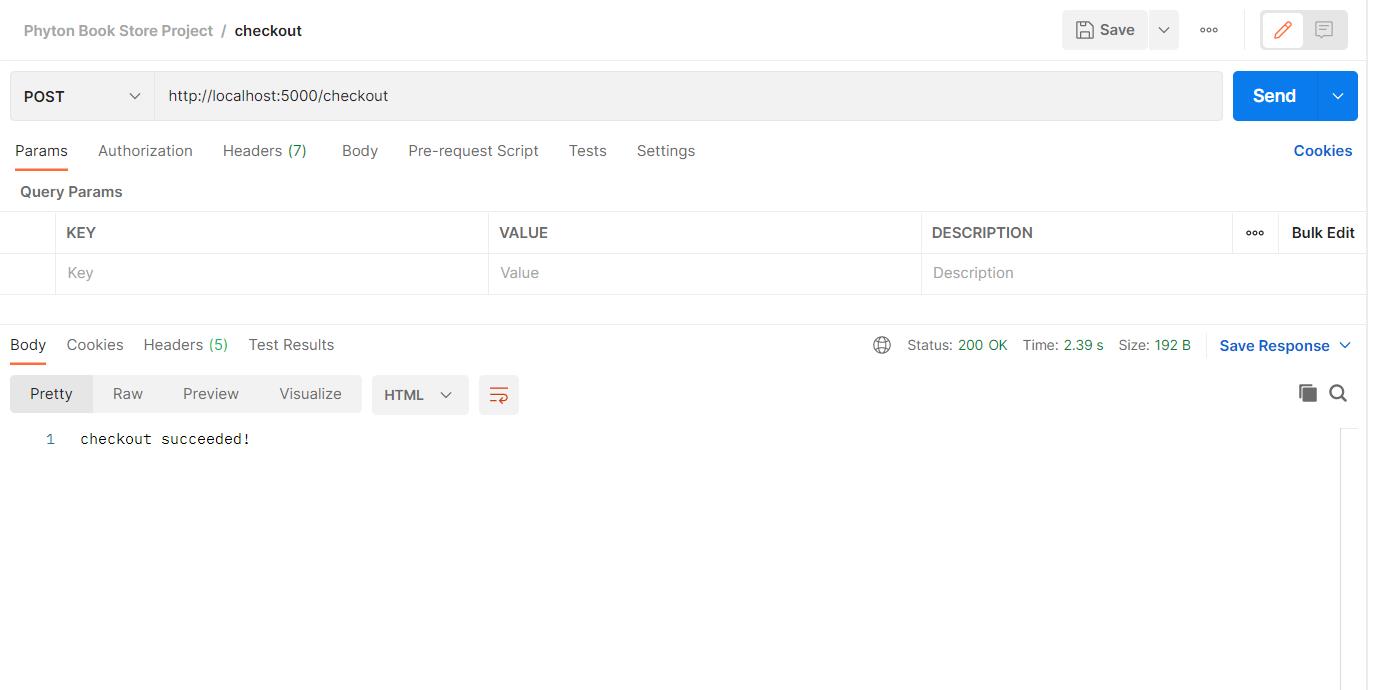 Phyton Book Store Project / checkout
Save
POST
http://localhost:5000/checkout
Send
Params Authorization Headers (7) Body Pre-request Script Tests Settings Cookies
Query Params
KEY VALUE DESCRIPTION Bulk Edit
Key Value Description
Body Cookies Headers (5) Test Results Status: 200 OK Time: 2.39 s Size: 192 B Save Response
Pretty Raw Preview Visualize HTML
1 checkout succeeded!